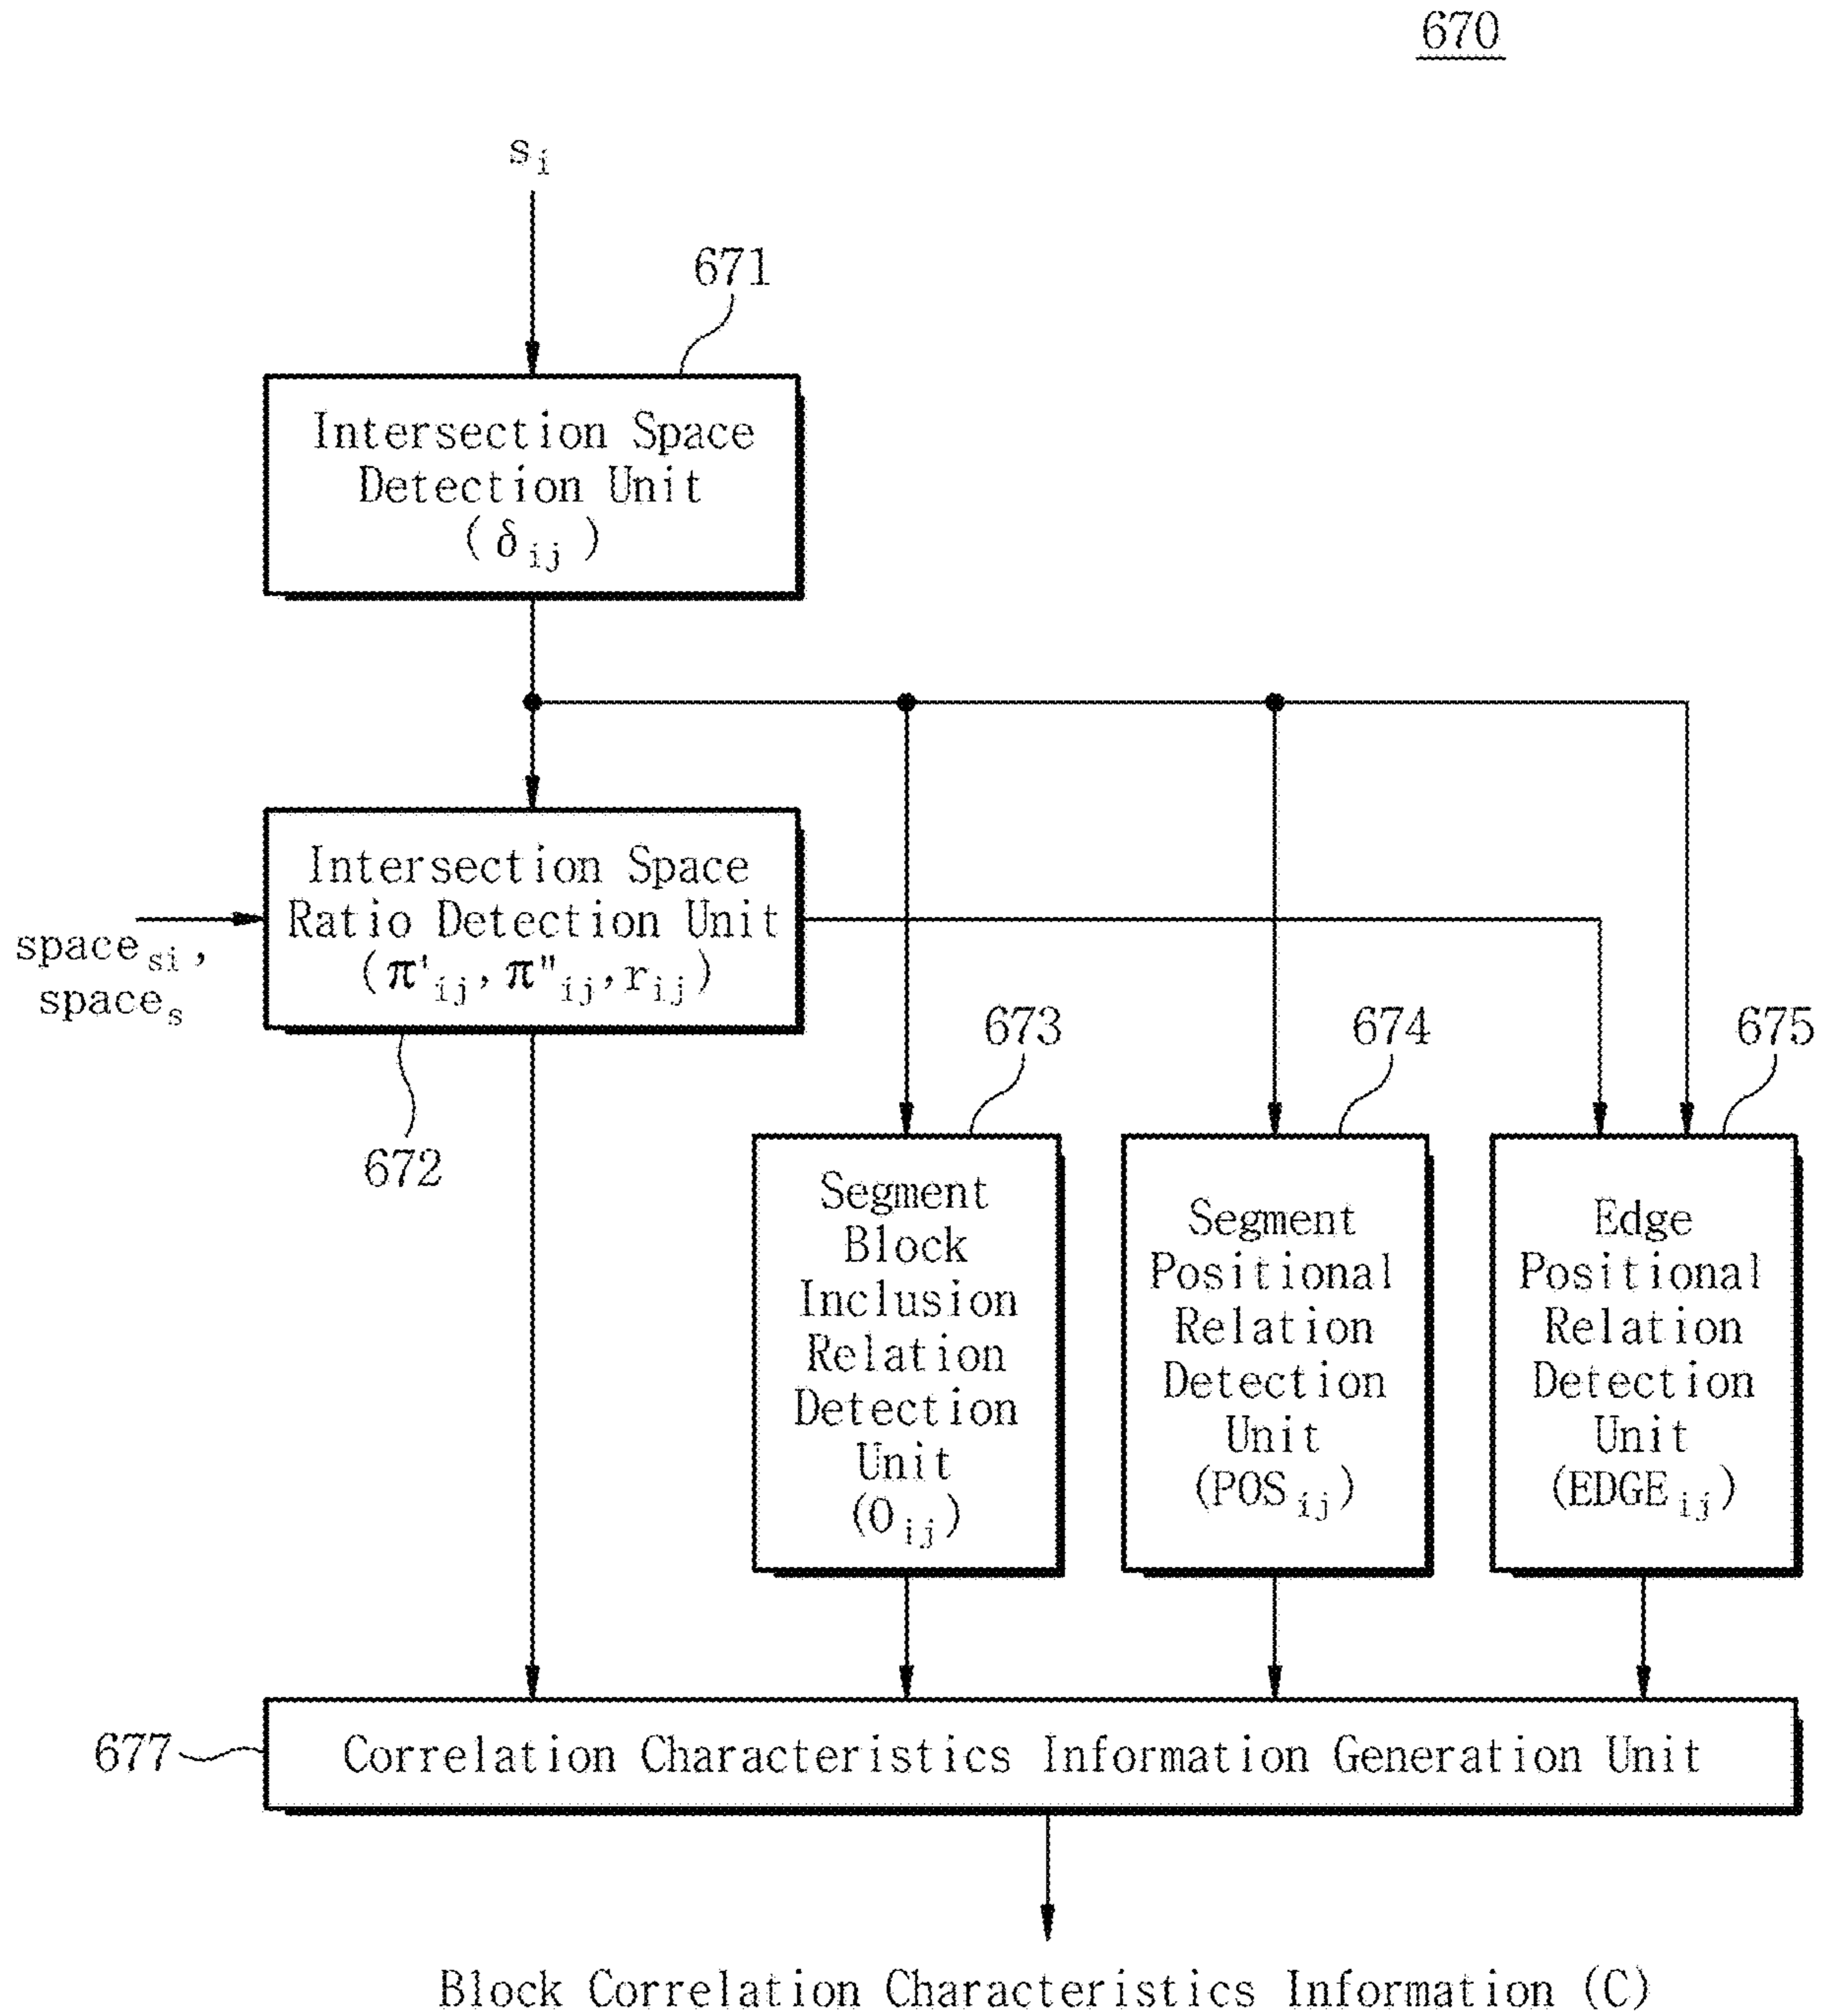 670
s_i
671
Intersection Space
Detection Unit
(δ_ij)
Intersection Space
Ratio Detection Unit
(π'_ij, π"_ij, r_ij)
space_si,
space_s
672
673
674
675
Segment
Block
Inclusion
Relation
Detection
Unit
(O_ij)
Segment
Positional
Relation
Detection
Unit
(POS_ij)
Edge
Positional
Relation
Detection
Unit
(EDGE_ij)
677
Correlation Characteristics Information Generation Unit
Block Correlation Characteristics Information (C)